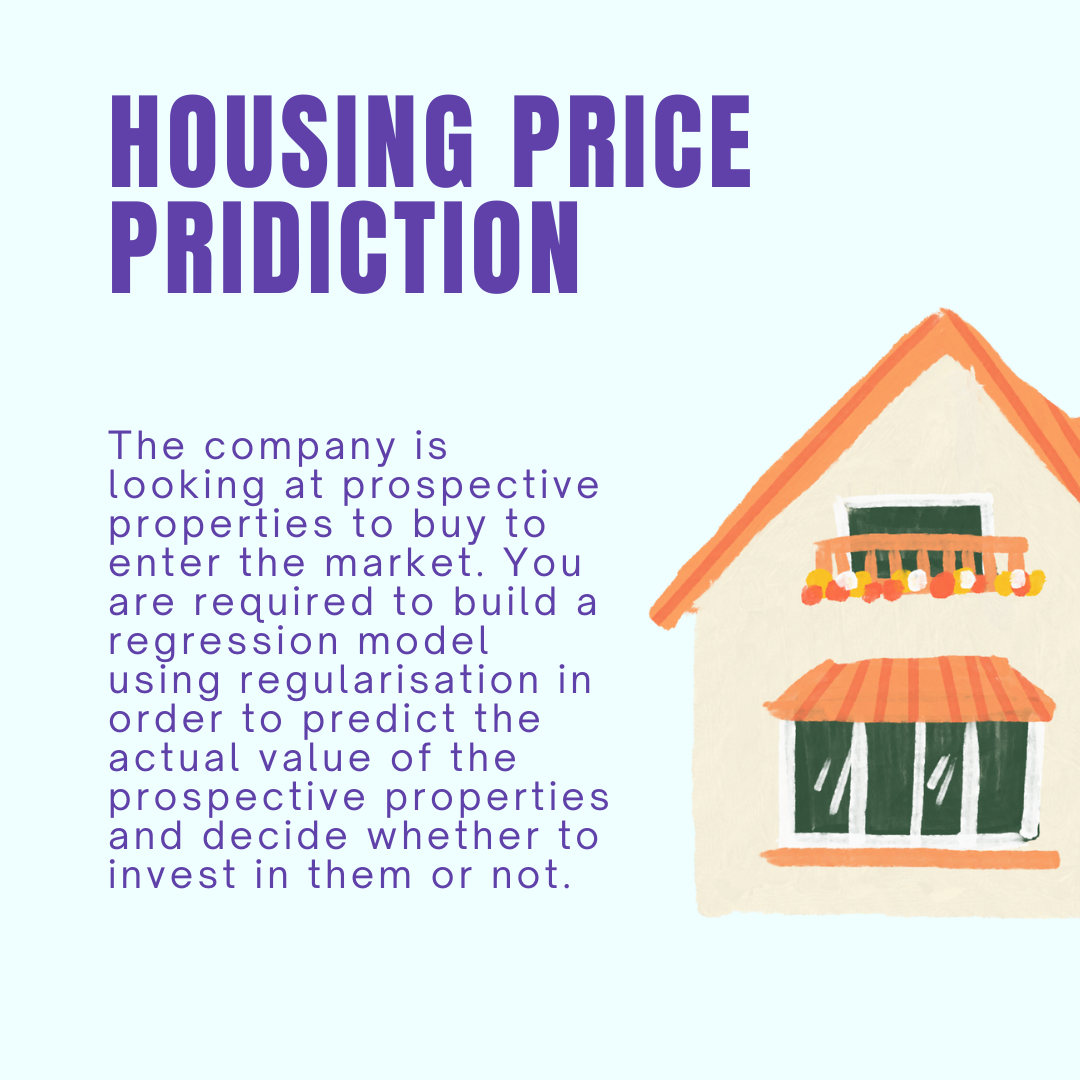 HOUSING PRICE
PRIDICTION
The company is
looking at prospective
properties to buy to
enter the market. You
are required to build a
regression model
using regularisation in
order to predict the
actual value of the
prospective properties
and decide whether to
invest in them or not.